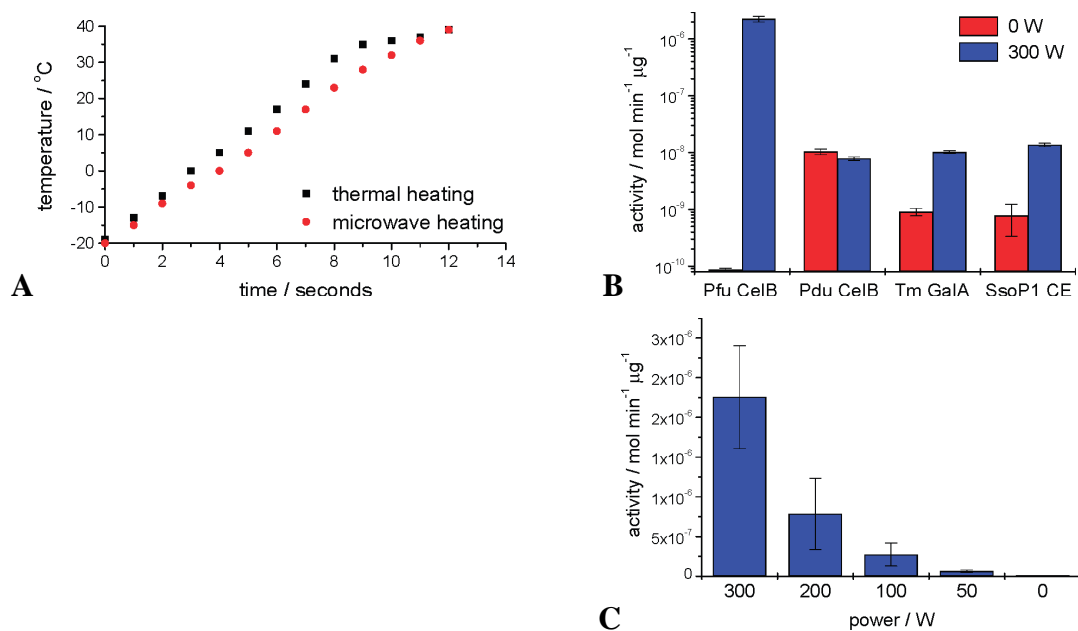 temperature / °C
40
30
20
10
0
-10
-20
0 2 4 6 8 10 12 14
time / seconds
thermal heating
microwave heating
A
activity / mol min⁻¹ µg⁻¹
10⁻⁶
10⁻⁷
10⁻⁸
10⁻⁹
10⁻¹⁰
0 W
300 W
Pfu CelB Pdu CelB Tm GalA SsoP1 CE
B
activity / mol min⁻¹ µg⁻¹
3x10⁻⁶
2x10⁻⁶
2x10⁻⁶
1x10⁻⁶
1x10⁻⁶
5x10⁻⁷
0
300 200 100 50 0
power / W
C